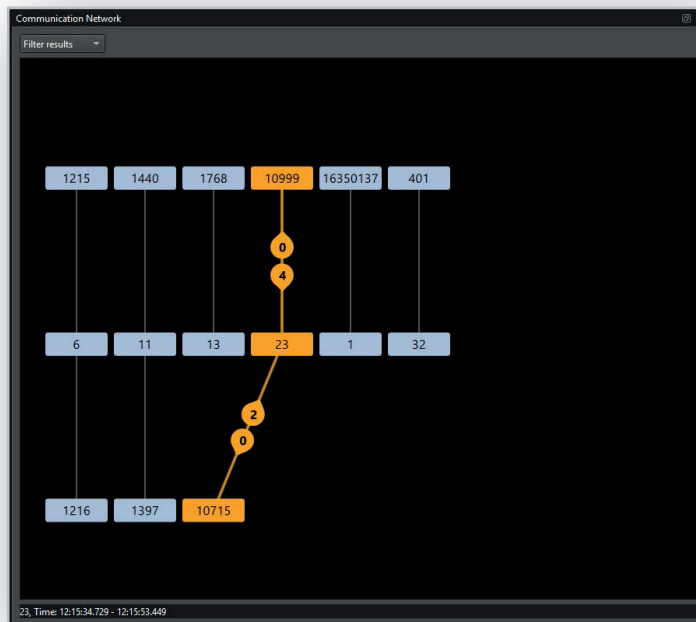 Communication Network
Filter results
1215 1440 1768 10999 16350137 401
0
4
6 11 13 23 1 32
2
0
1216 1397 10715
23, Time: 12:15:34.729 - 12:15:53.449